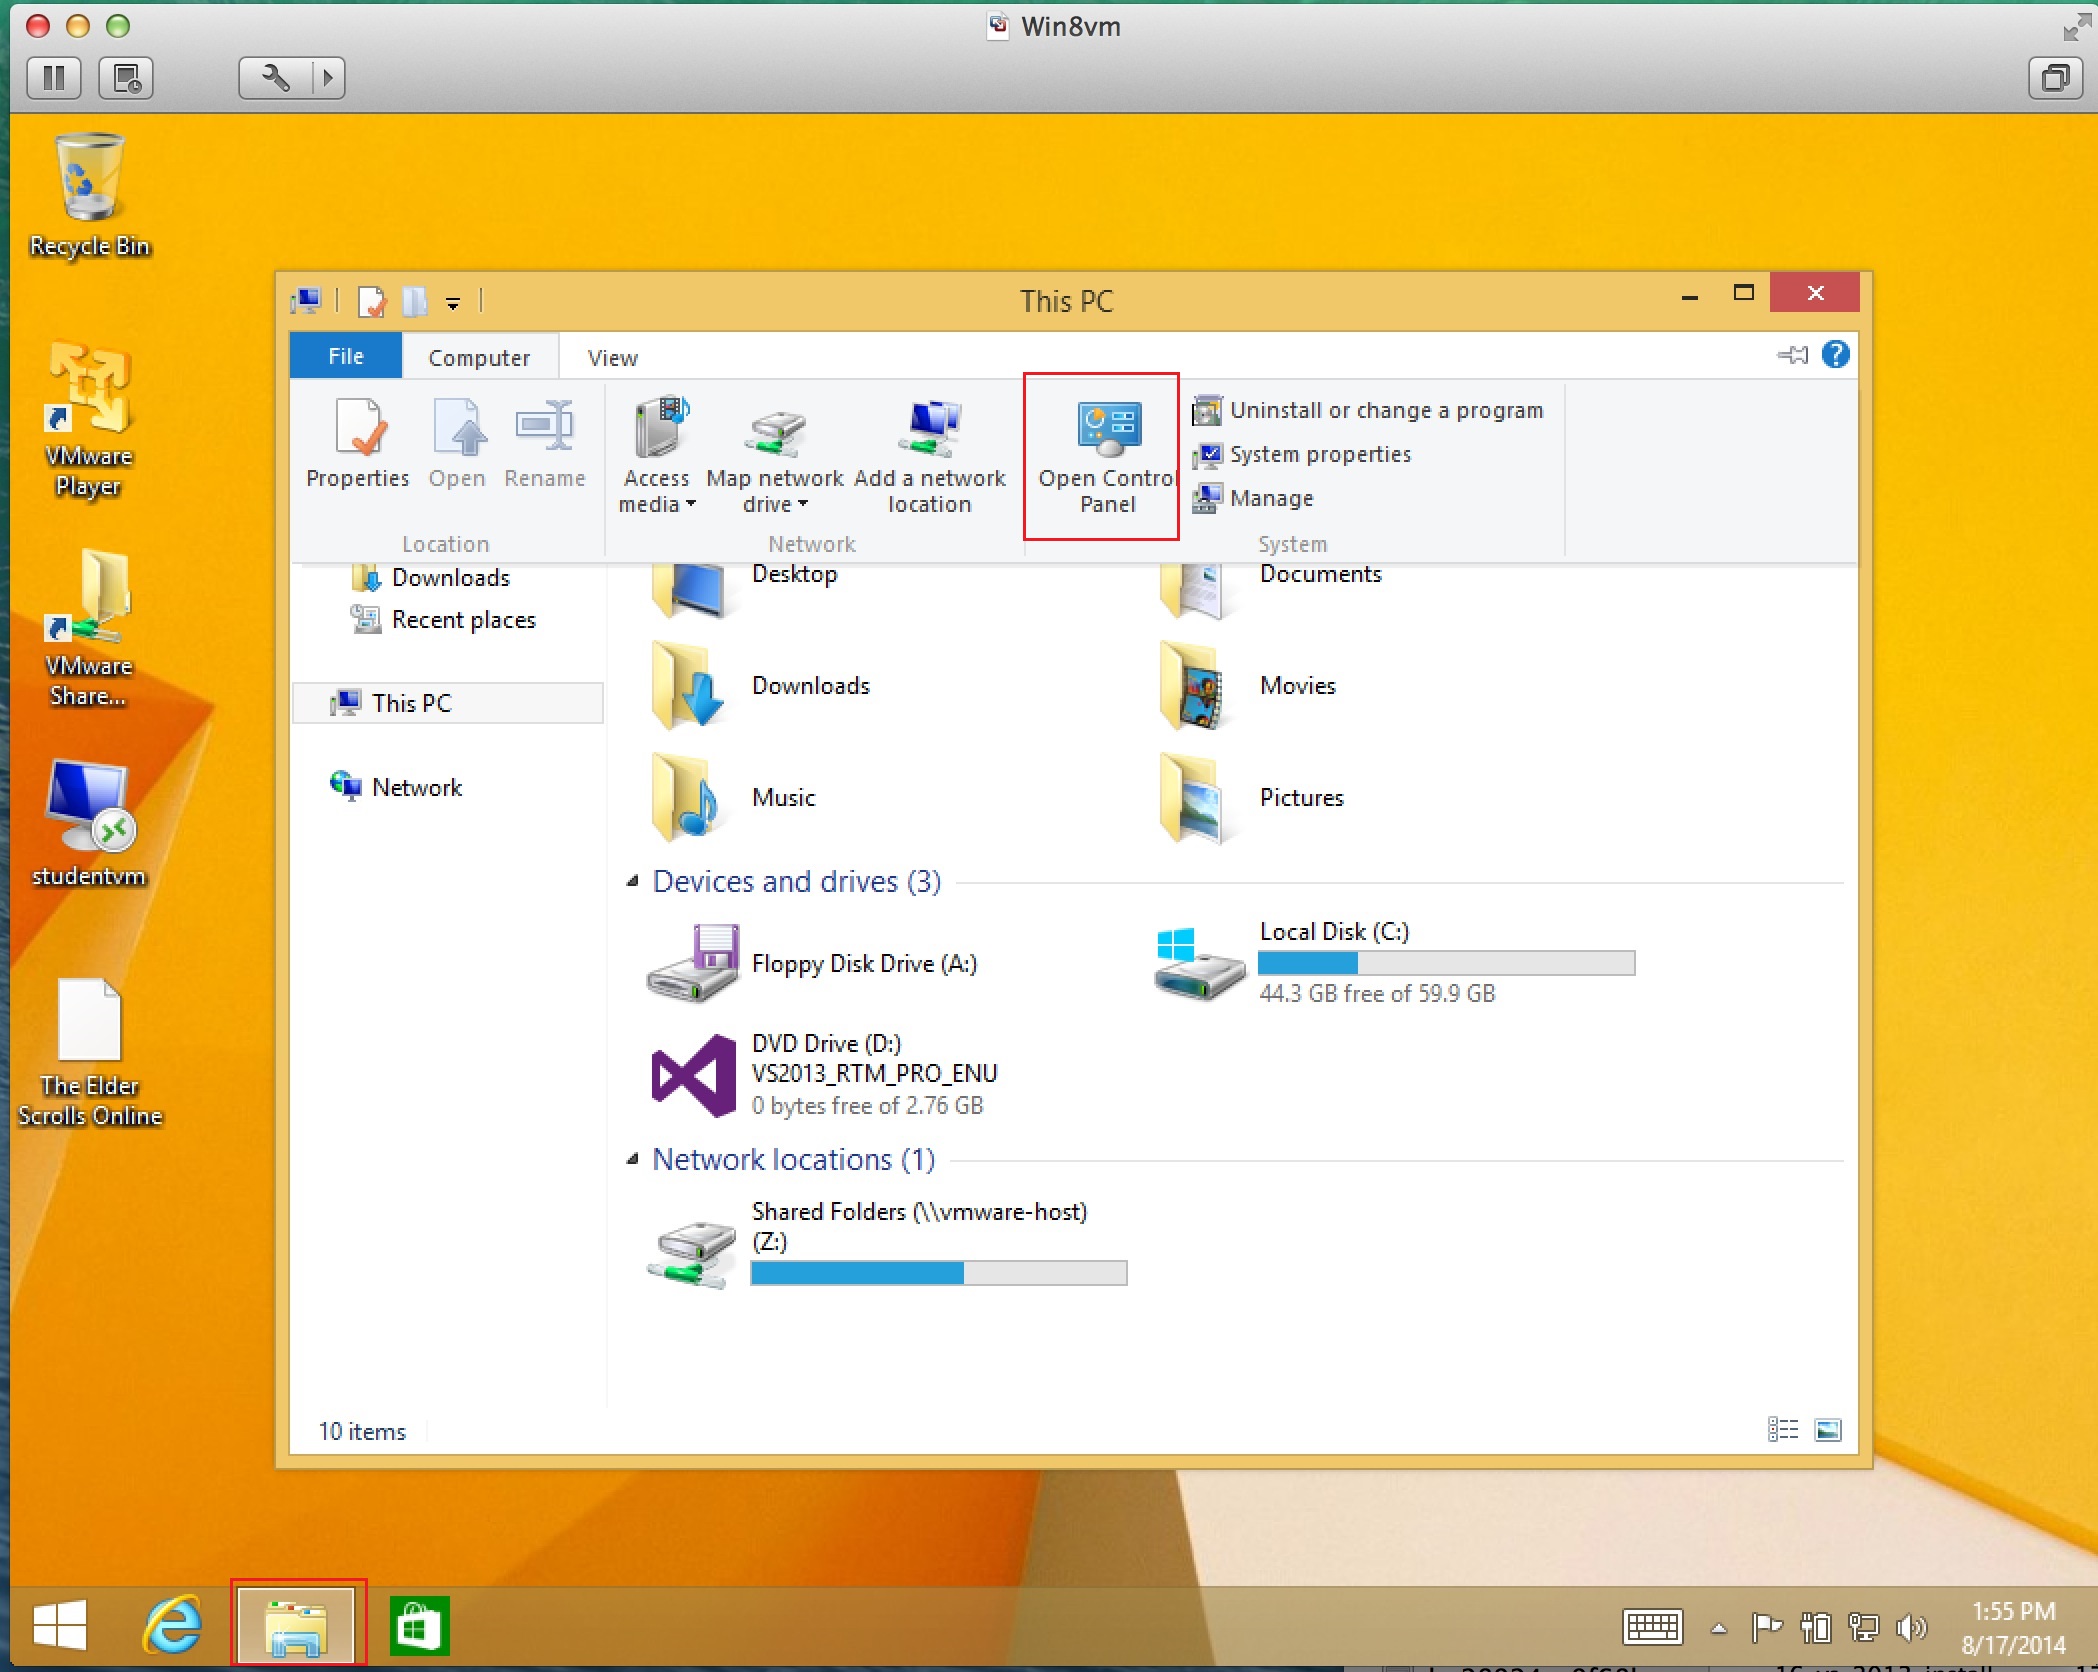 Win8vm
Recycle Bin
VMware
Player
VMware
Share...
studentvm
The Elder
Scrolls Online
This PC
File
Computer
View
Properties
Open
Rename
Location
Access
media
Map network
drive
Add a network
location
Network
Open Contro
Panel
Uninstall or change a program
System properties
Manage
System
Downloads
Recent places
This PC
Network
Desktop
Documents
Downloads
Movies
Music
Pictures
Devices and drives (3)
Floppy Disk Drive (A:)
Local Disk (C:)
44.3 GB free of 59.9 GB
DVD Drive (D:)
VS2013_RTM_PRO_ENU
0 bytes free of 2.76 GB
Network locations (1)
Shared Folders (\\vmware-host)
(Z:)
10 items
1:55 PM
8/17/2014